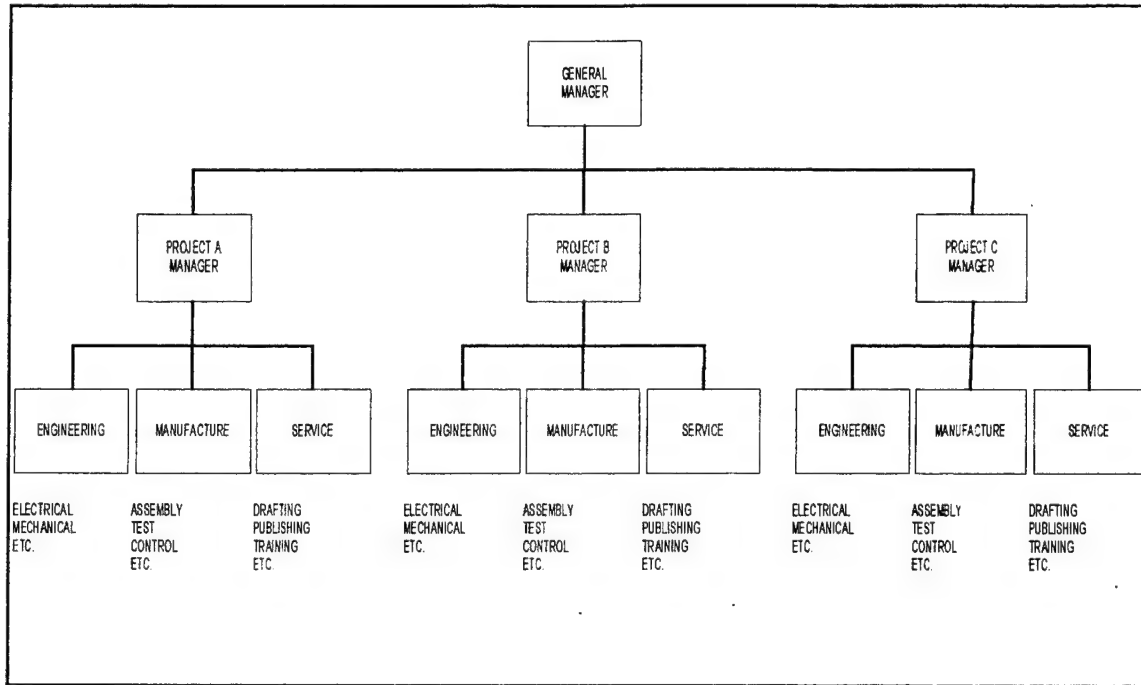 GENERAL
MANAGER
PROJECT A
MANAGER
PROJECT B
MANAGER
PROJECT C
MANAGER
ENGINEERING
MANUFACTURE
SERVICE
ENGINEERING
MANUFACTURE
SERVICE
ENGINEERING
MANUFACTURE
SERVICE
ELECTRICAL
MECHANICAL
ETC.
ASSEMBLY
TEST
CONTROL
ETC.
DRAFTING
PUBLISHING
TRAINING
ETC.
ELECTRICAL
MECHANICAL
ETC.
ASSEMBLY
TEST
CONTROL
ETC.
DRAFTING
PUBLISHING
TRAINING
ETC.
ELECTRICAL
MECHANICAL
ETC.
ASSEMBLY
TEST
CONTROL
ETC.
DRAFTING
PUBLISHING
TRAINING
ETC.